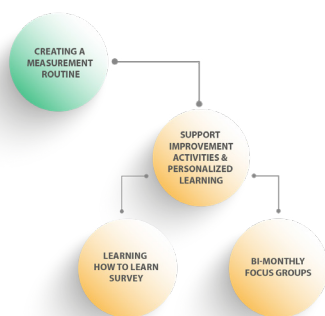 CREATING A
MEASUREMENT
ROUTINE
SUPPORT
IMPROVEMENT
ACTIVITIES &
PERSONALIZED
LEARNING
LEARNING
HOW TO LEARN
SURVEY
BI-MONTHLY
FOCUS GROUPS